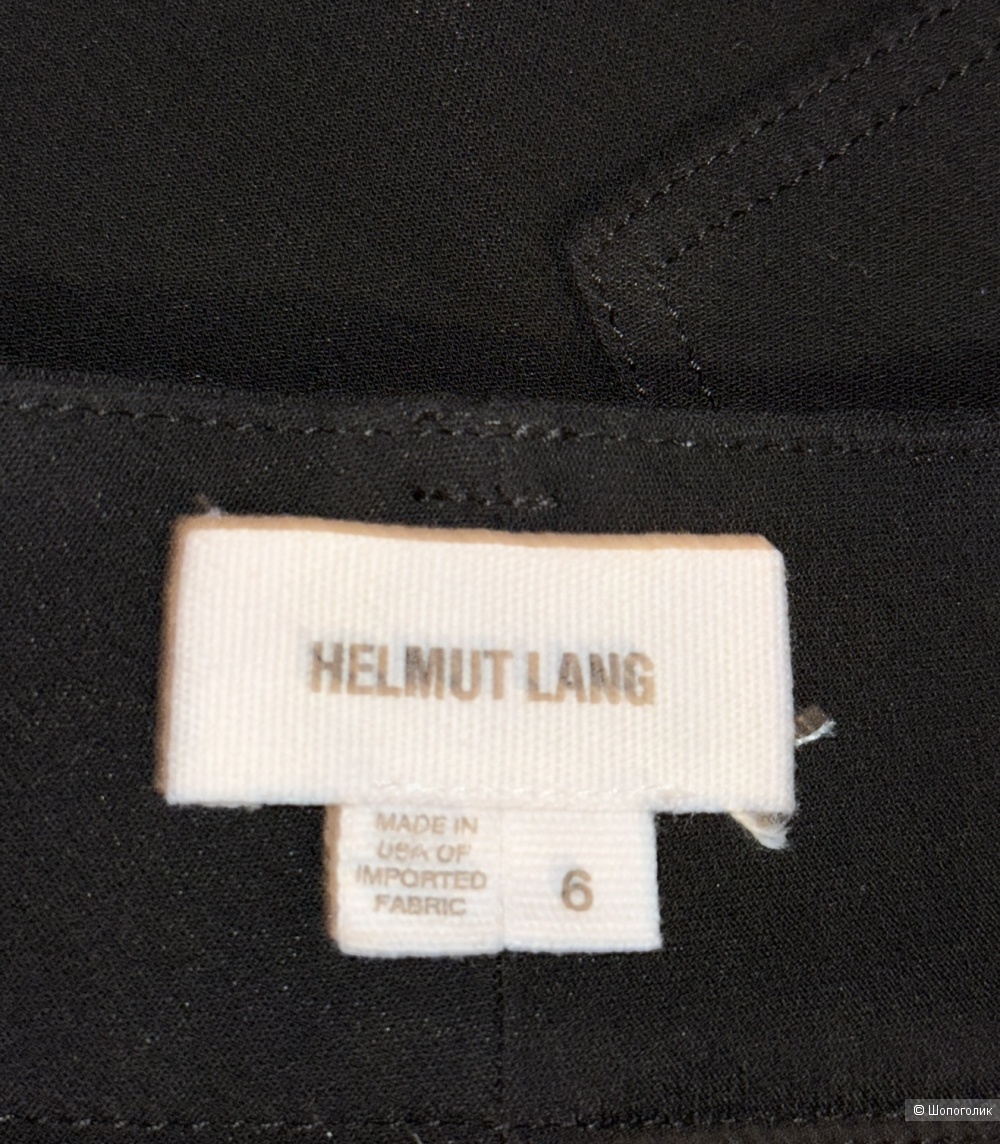 HELMUT LANG
MADE IN
USA OF
IMPORTED
FABRIC
6
© Шопоголик